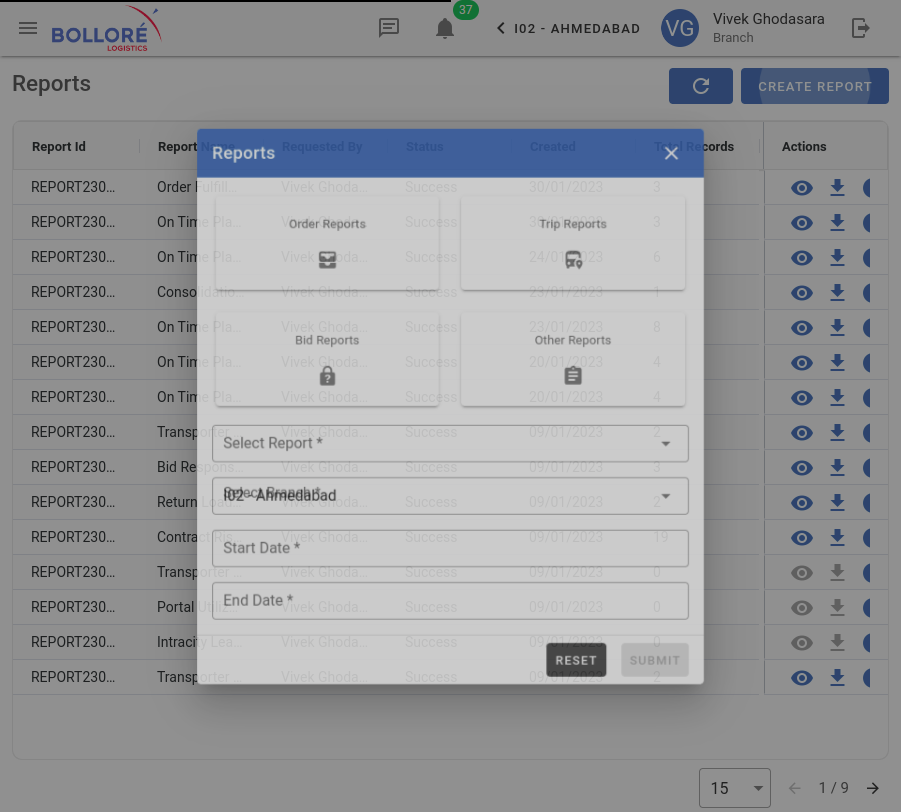 BOLLORÉ
LOGISTICS
37
I02 - AHMEDABAD
VG
Vivek Ghodasara
Branch
Reports
CREATE REPORT
Report Id Report Name Requested By Status Created Total Records Actions
REPORT230... Order Fulfill... Vivek Ghoda... Success 30/01/2023 3
REPORT230... On Time Pla... Vivek Ghoda... Success 30/01/2023 3
REPORT230... On Time Pla... Vivek Ghoda... Success 24/01/2023 6
REPORT230... Consolidatio... Vivek Ghoda... Success 23/01/2023 1
REPORT230... On Time Pla... Vivek Ghoda... Success 23/01/2023 8
REPORT230... On Time Pla... Vivek Ghoda... Success 20/01/2023 4
REPORT230... On Time Pla... Vivek Ghoda... Success 20/01/2023 4
REPORT230... Transporter ... Vivek Ghoda... Success 09/01/2023 2
REPORT230... Bid Respons... Vivek Ghoda... Success 09/01/2023 3
REPORT230... Return Loa... Vivek Ghoda... Success 09/01/2023 2
REPORT230... Contract Ris... Vivek Ghoda... Success 09/01/2023 19
REPORT230... Transporter ... Vivek Ghoda... Success 09/01/2023 0
REPORT230... Portal Utiliz... Vivek Ghoda... Success 09/01/2023 0
REPORT230... Intracity Lea... Vivek Ghoda... Success 09/01/2023 0
REPORT230... Transporter ... Vivek Ghoda... Success 09/01/2023 2
Reports
Order Reports
Trip Reports
Bid Reports
Other Reports
Select Report *
Select Branch *
I02 - Ahmedabad
Start Date *
End Date *
RESET
SUBMIT
15
1 / 9